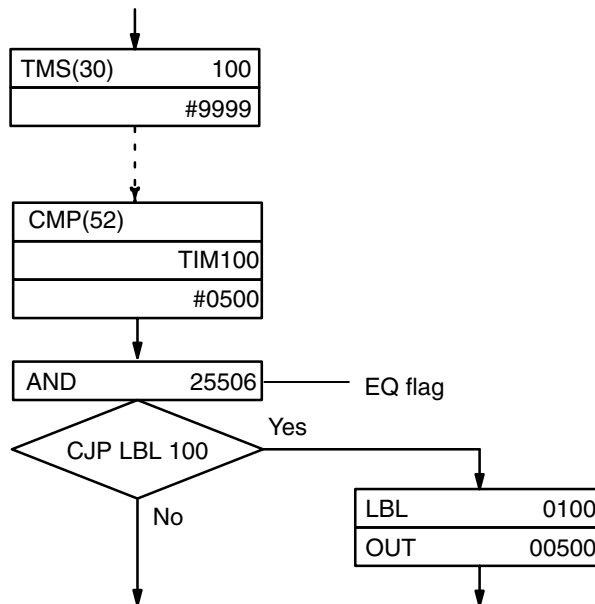 TMS(30) 100
#9999
CMP(52)
TIM100
#0500
AND 25506
EQ flag
CJP LBL 100
Yes
No
LBL 0100
OUT 00500